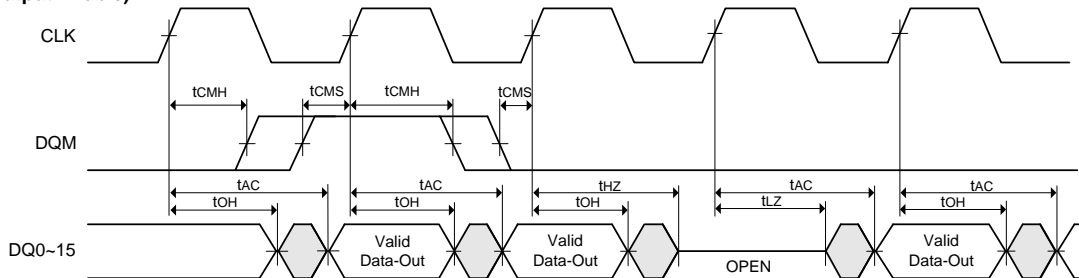 CLK
tCMH tCMS tCMH tCMS
DQM
tAC tAC tHZ tAC tAC
tOH tOH tOH tLZ tOH
DQ0~15 Valid Data-Out Valid Data-Out OPEN Valid Data-Out